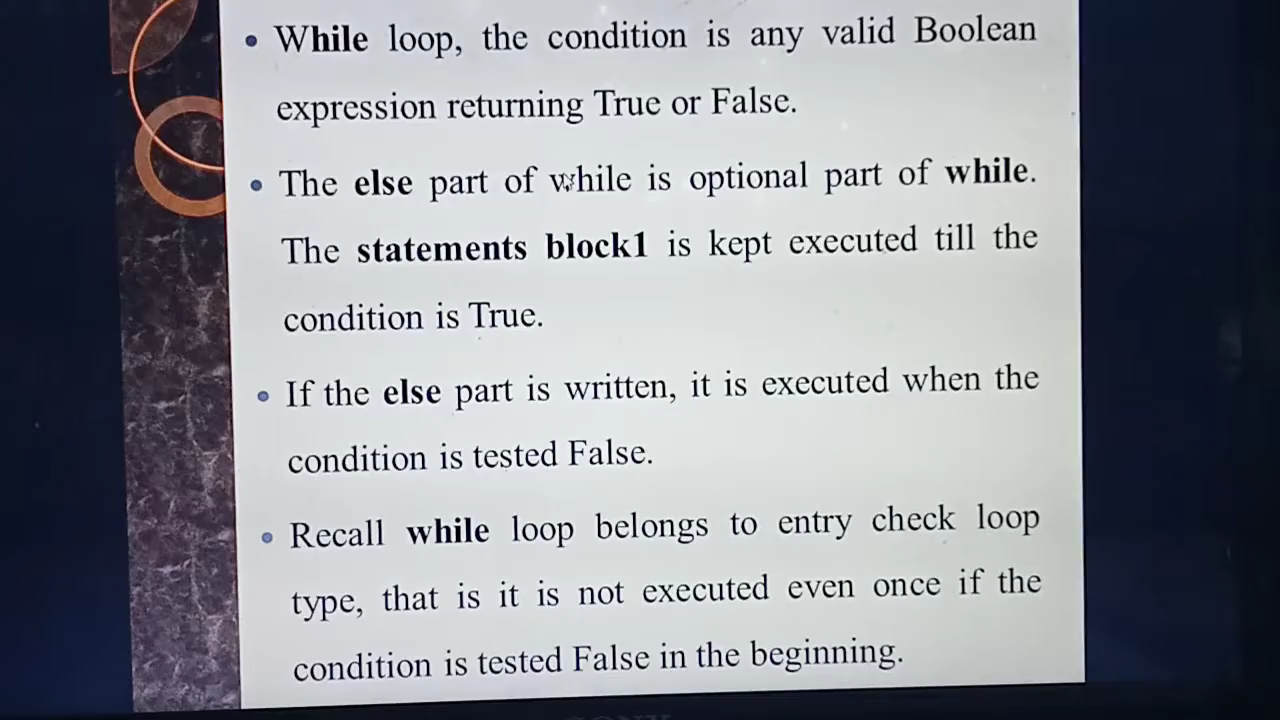 • While loop, the condition is any valid Boolean
expression returning True or False.
• The else part of while is optional part of while.
The statements block1 is kept executed till the
condition is True.
• If the else part is written, it is executed when the
condition is tested False.
• Recall while loop belongs to entry check loop
type, that is it is not executed even once if the
condition is tested False in the beginning.